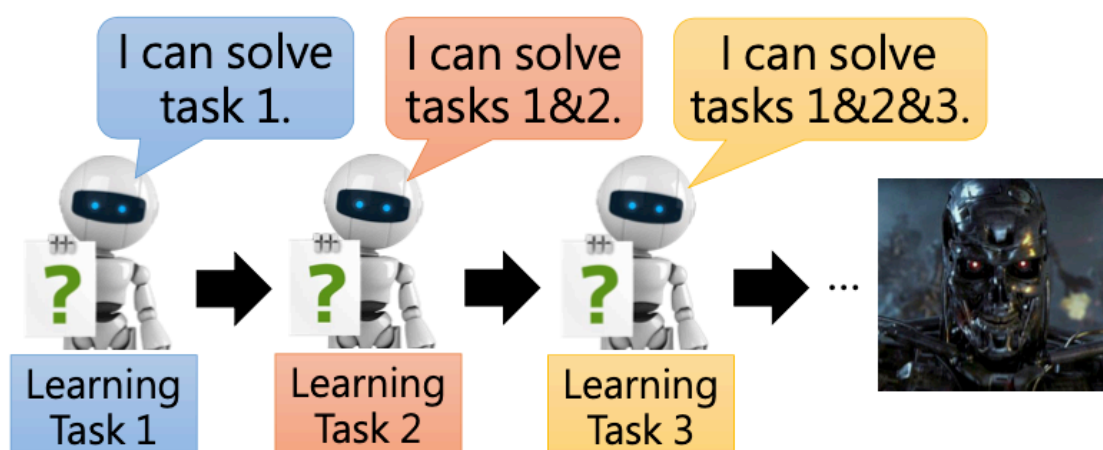 I can solve
task 1.
I can solve
tasks 1&2.
I can solve
tasks 1&2&3.
?
?
?
...
Learning
Task 1
Learning
Task 2
Learning
Task 3